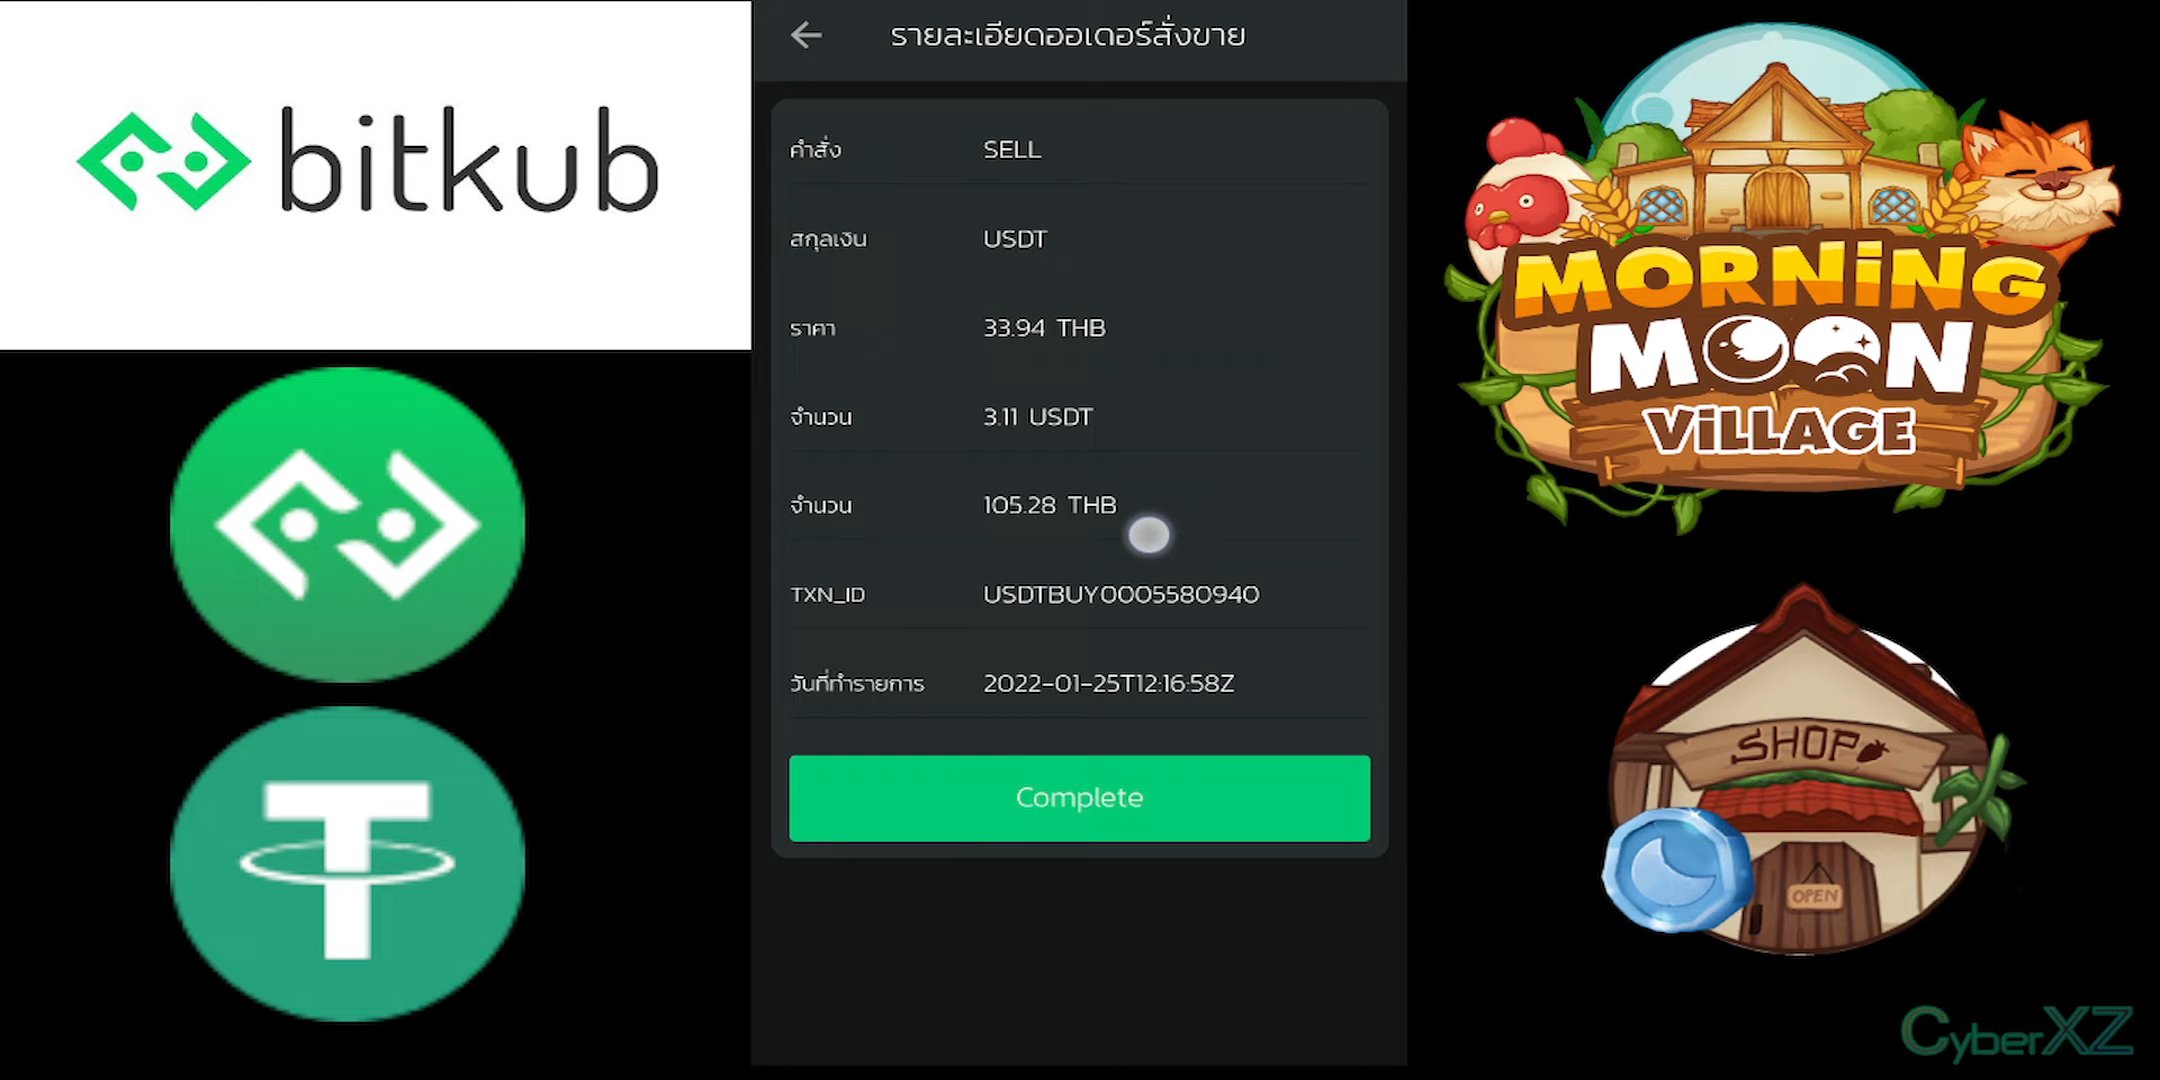 bitkub
รายละเอียดออเดอร์สั่งขาย
คำสั่ง SELL
สกุลเงิน USDT
ราคา 33.94 THB
จำนวน 3.11 USDT
จำนวน 105.28 THB
TXN_ID USDTBUY0005580940
วันที่ทำรายการ 2022-01-25T12:16:58Z
Complete
MORNiNG
MOON
ViLLAGE
SHOP
OPEN
CyberXZ